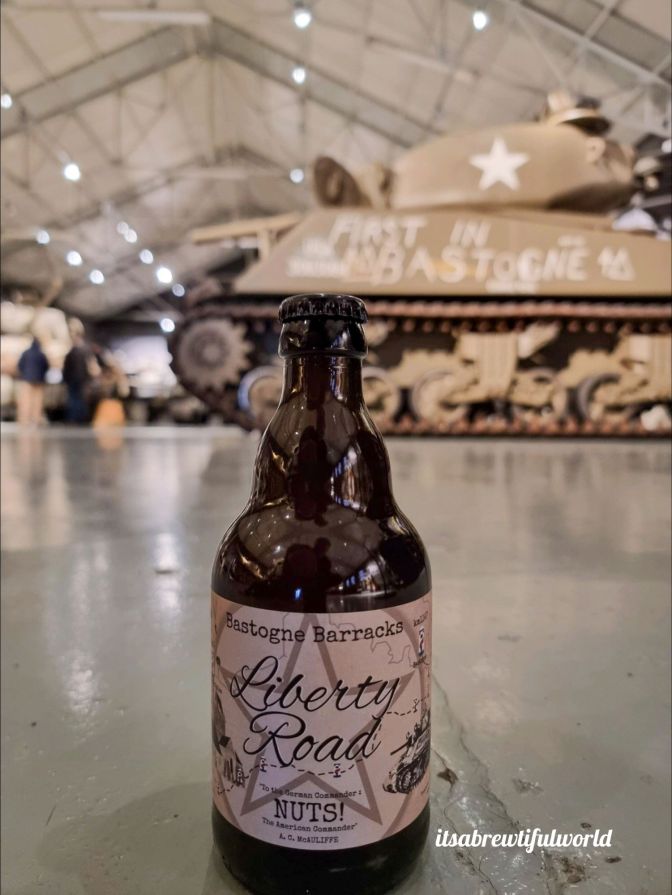 FIRST IN
BASTOGNE
Bastogne Barracks
Liberty
Road
"To the German Commander :
NUTS!
The American Commander"
A. C. McAULIFFE
itsabrewtifulworld